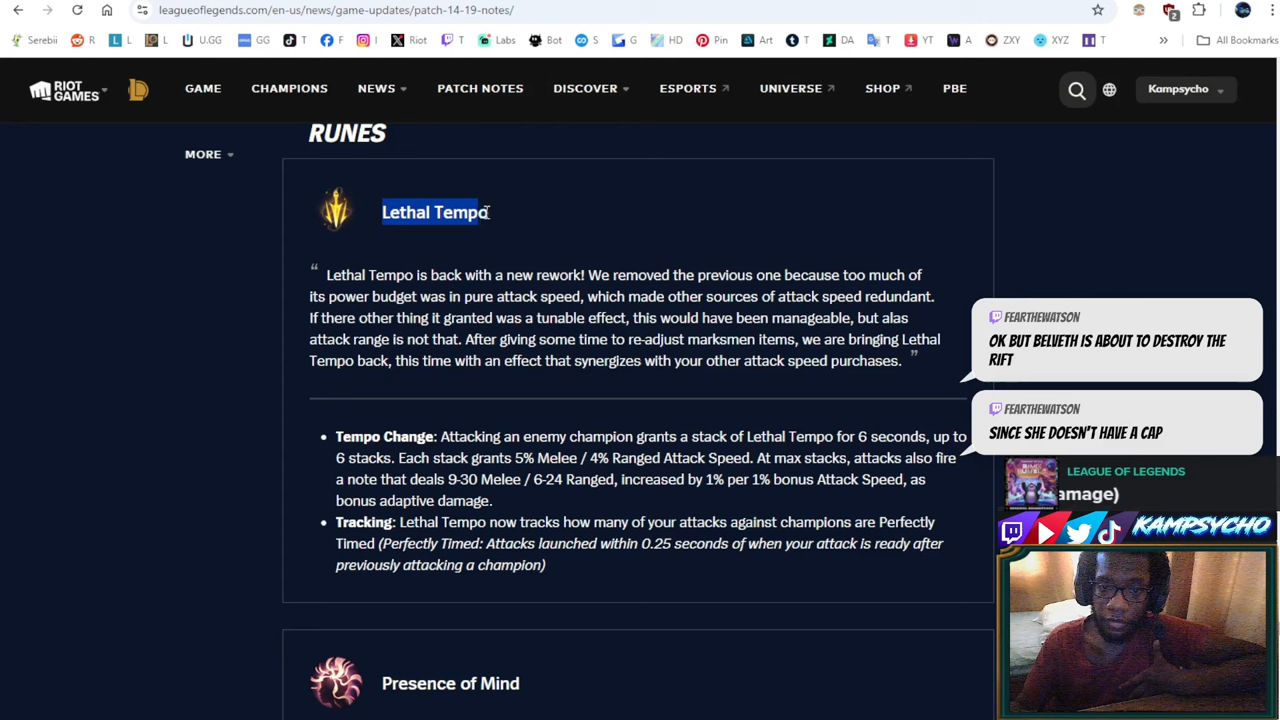 leagueoflegends.com/en-us/news/game-updates/patch-14-19-notes/
2
Serebii R L L U.GG GG T F I Riot T Labs Bot S G HD Pin Art T DA T YT A ZXY XYZ T » All Bookmarks
RIOT GAMES GAME CHAMPIONS NEWS PATCH NOTES DISCOVER ESPORTS UNIVERSE SHOP PBE Kampsycho
RUNES
MORE
Lethal Tempo
“ Lethal Tempo is back with a new rework! We removed the previous one because too much of
its power budget was in pure attack speed, which made other sources of attack speed redundant.
If there other thing it granted was a tunable effect, this would have been manageable, but alas
attack range is not that. After giving some time to re-adjust marksmen items, we are bringing Lethal
Tempo back, this time with an effect that synergizes with your other attack speed purchases. ”
FEARTHEWATSON
OK BUT BELVETH IS ABOUT TO DESTROY THE
RIFT
FEARTHEWATSON
SINCE SHE DOESN'T HAVE A CAP
• Tempo Change: Attacking an enemy champion grants a stack of Lethal Tempo for 6 seconds, up to
6 stacks. Each stack grants 5% Melee / 4% Ranged Attack Speed. At max stacks, attacks also fire
a note that deals 9-30 Melee / 6-24 Ranged, increased by 1% per 1% bonus Attack Speed, as
bonus adaptive damage.
• Tracking: Lethal Tempo now tracks how many of your attacks against champions are Perfectly
Timed (Perfectly Timed: Attacks launched within 0.25 seconds of when your attack is ready after
previously attacking a champion)
LEAGUE OF LEGENDS
amage)
KAMPSYCHO
Presence of Mind